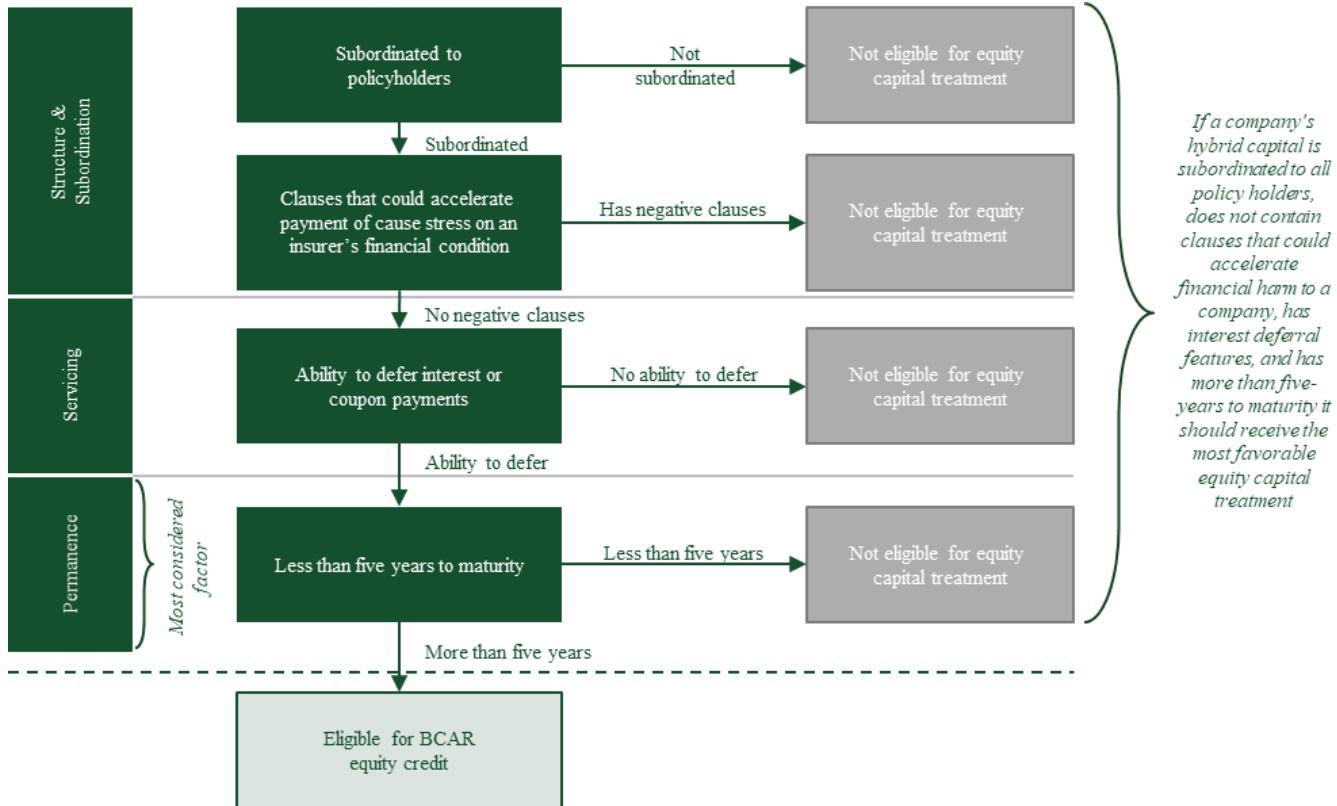 Structure &
Subordination
Subordinated to
policyholders
Not
subordinated
Not eligible for equity
capital treatment
Subordinated
Clauses that could accelerate
payment of cause stress on an
insurer's financial condition
Has negative clauses
Not eligible for equity
capital treatment
No negative clauses
Servicing
Ability to defer interest or
coupon payments
No ability to defer
Not eligible for equity
capital treatment
Ability to defer
Permanence
Most considered
factor
Less than five years to maturity
Less than five years
Not eligible for equity
capital treatment
More than five years
Eligible for BCAR
equity credit
If a company's
hybrid capital is
subordinated to all
policy holders,
does not contain
clauses that could
accelerate
financial harm to a
company, has
interest deferral
features, and has
more than five-
years to maturity it
should receive the
most favorable
equity capital
treatment